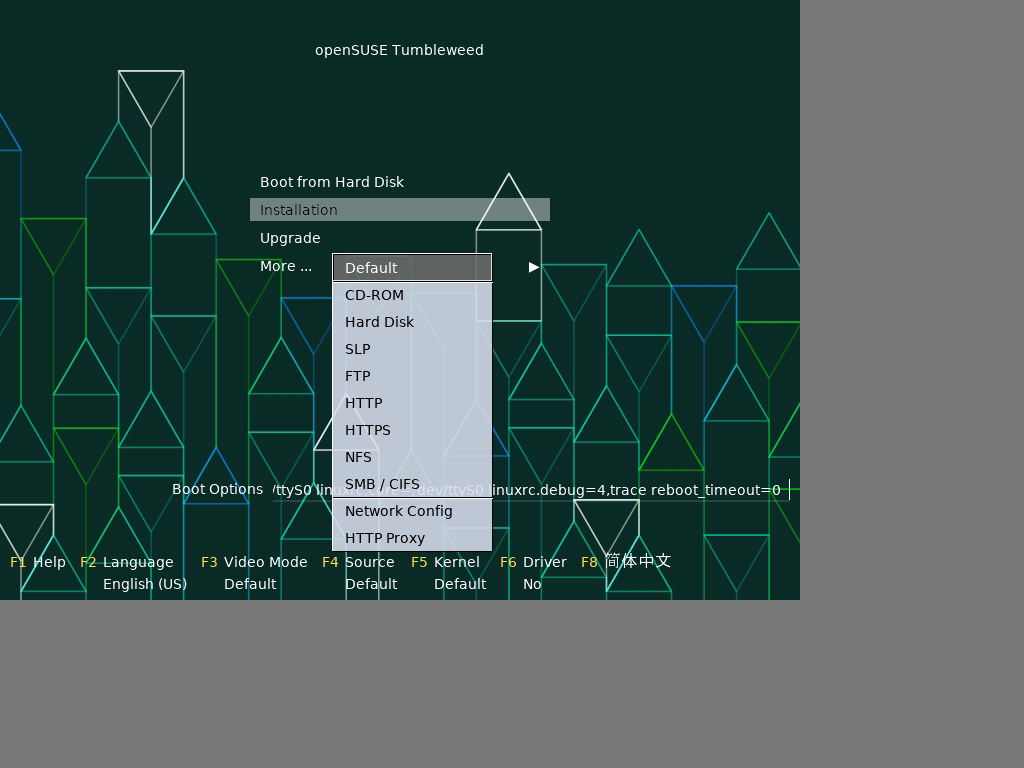 openSUSE Tumbleweed
Boot from Hard Disk
Installation
Upgrade
More ...
Default
CD-ROM
Hard Disk
SLP
FTP
HTTP
HTTPS
NFS
SMB / CIFS
Network Config
HTTP Proxy
Boot Options /ttyS0 linuxrc.core=/dev/ttyS0 linuxrc.debug=4,trace reboot_timeout=0
F1 Help F2 Language F3 Video Mode F4 Source F5 Kernel F6 Driver F8 简体中文
English (US) Default Default Default No